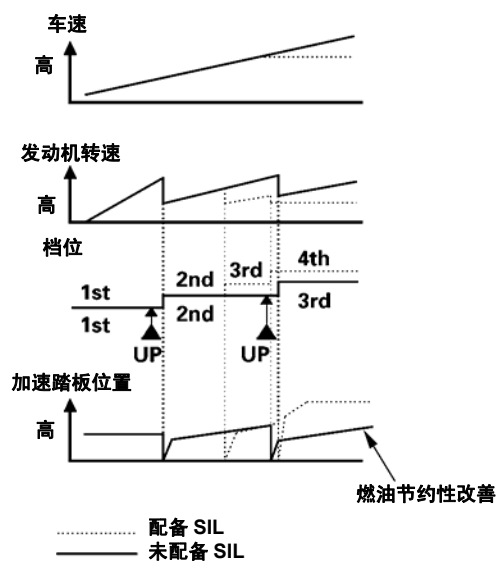 车速
高
发动机转速
高
档位
1st
2nd
3rd
4th
1st
2nd
3rd
UP
UP
加速踏板位置
高
燃油节约性改善
配备 SIL
未配备 SIL